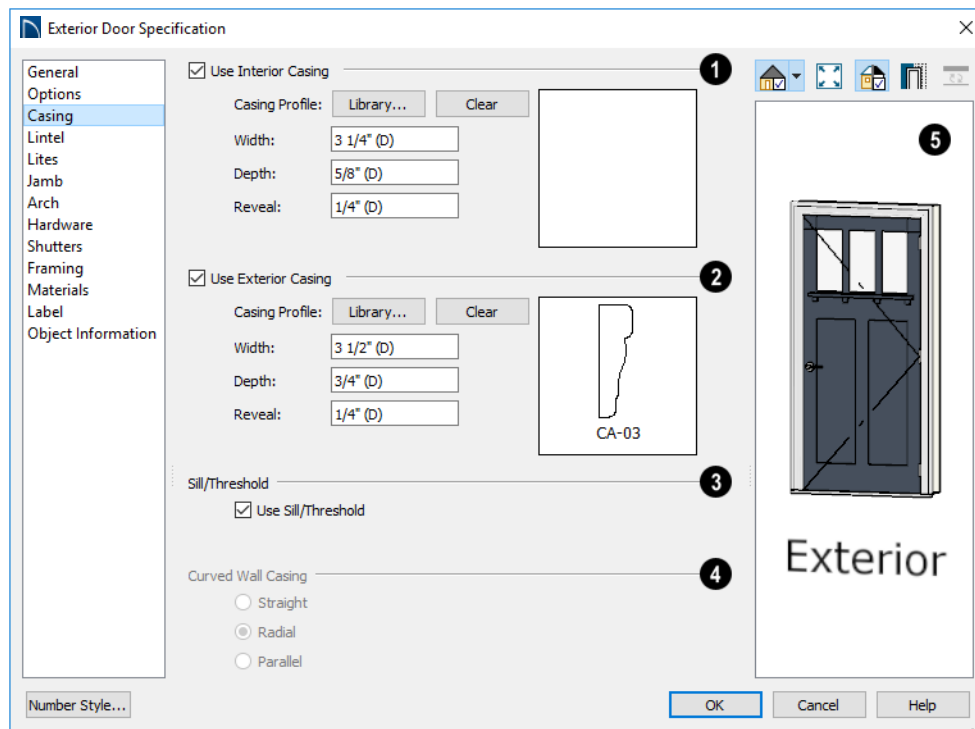 Exterior Door Specification
General
Options
Casing
Lintel
Lites
Jamb
Arch
Hardware
Shutters
Framing
Materials
Label
Object Information
Use Interior Casing
1
Casing Profile: Library... Clear
Width: 3 1/4" (D)
Depth: 5/8" (D)
Reveal: 1/4" (D)
Use Exterior Casing
2
Casing Profile: Library... Clear
Width: 3 1/2" (D)
Depth: 3/4" (D)
Reveal: 1/4" (D)
CA-03
Sill/Threshold
3
Use Sill/Threshold
Curved Wall Casing
4
Straight
Radial
Parallel
5
Exterior
Number Style... OK Cancel Help